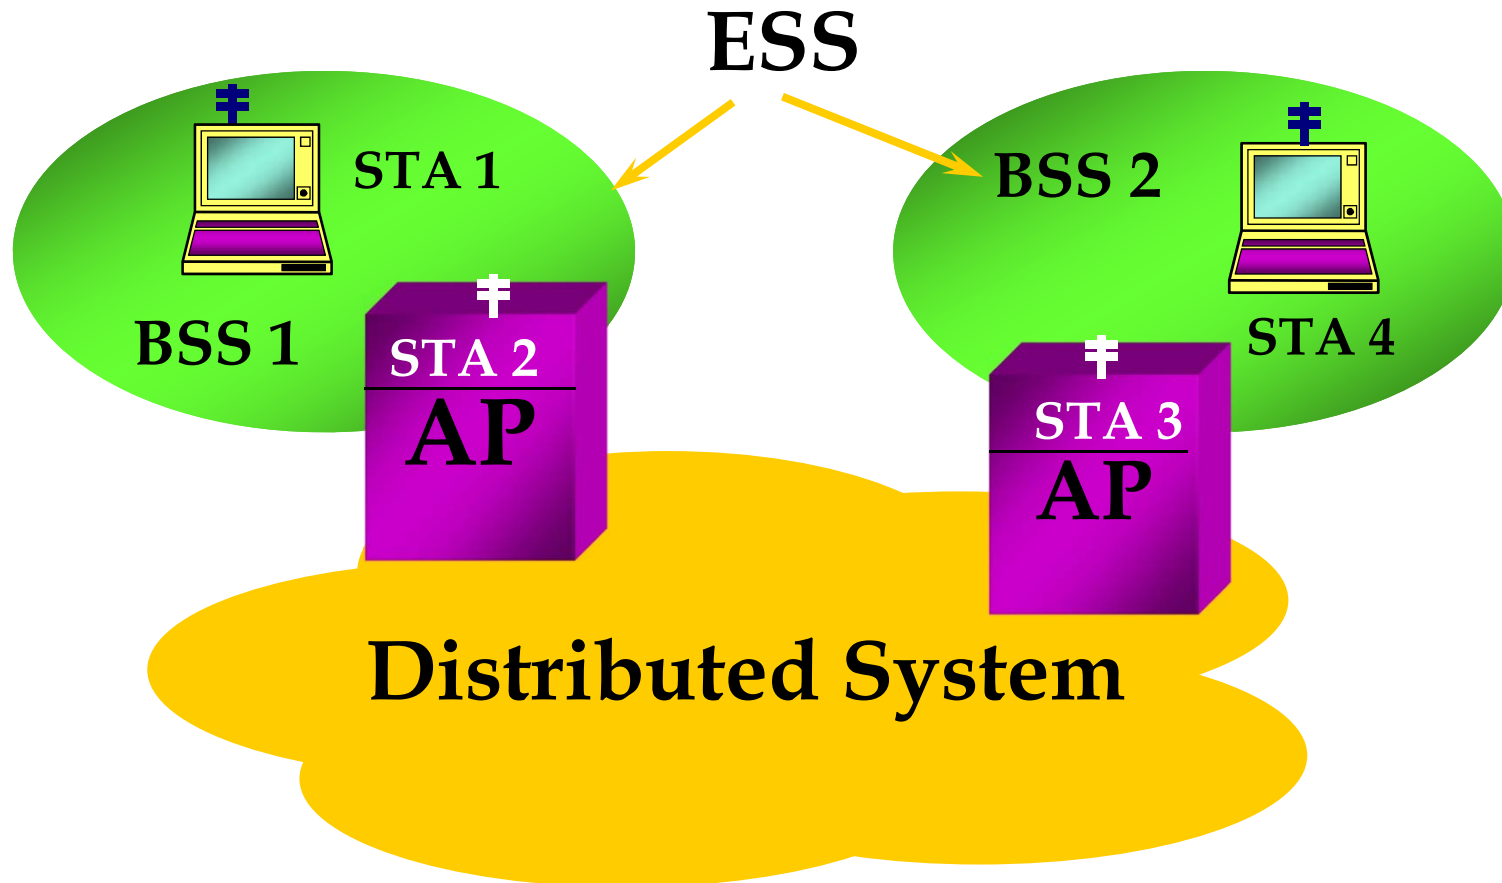 ESS
STA 1
BSS 2
BSS 1
STA 4
STA 2
AP
STA 3
AP
Distributed System